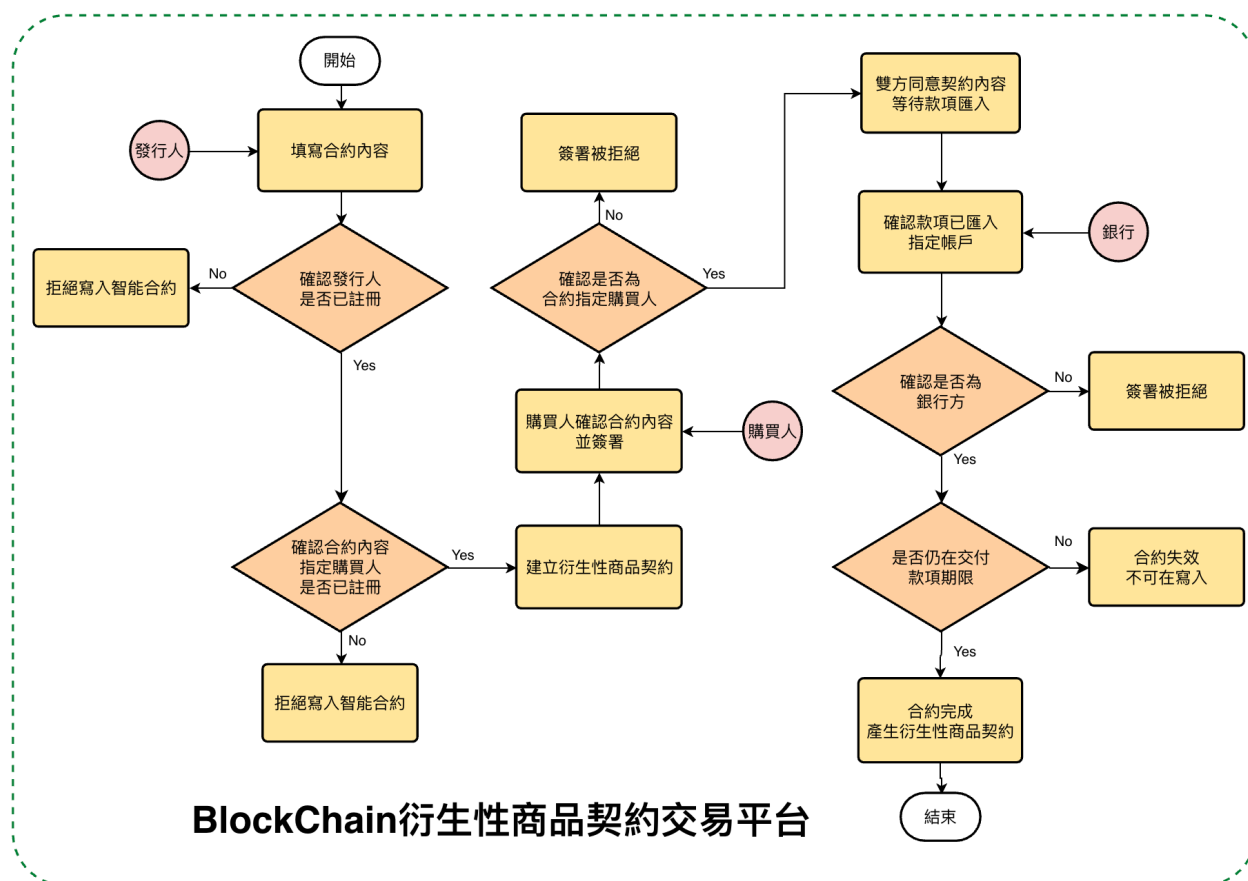 開始
發行人
填寫合約內容
確認發行人
是否已註冊
No
拒絕寫入智能合約
Yes
確認合約內容
指定購買人
是否已註冊
No
拒絕寫入智能合約
Yes
建立衍生性商品契約
購買人確認合約內容
並簽署
購買人
確認是否為
合約指定購買人
No
簽署被拒絕
Yes
雙方同意契約內容
等待款項匯入
確認款項已匯入
指定帳戶
銀行
確認是否為
銀行方
No
簽署被拒絕
Yes
是否仍在交付
款項期限
No
合約失效
不可在寫入
Yes
合約完成
產生衍生性商品契約
結束
BlockChain衍生性商品契約交易平台